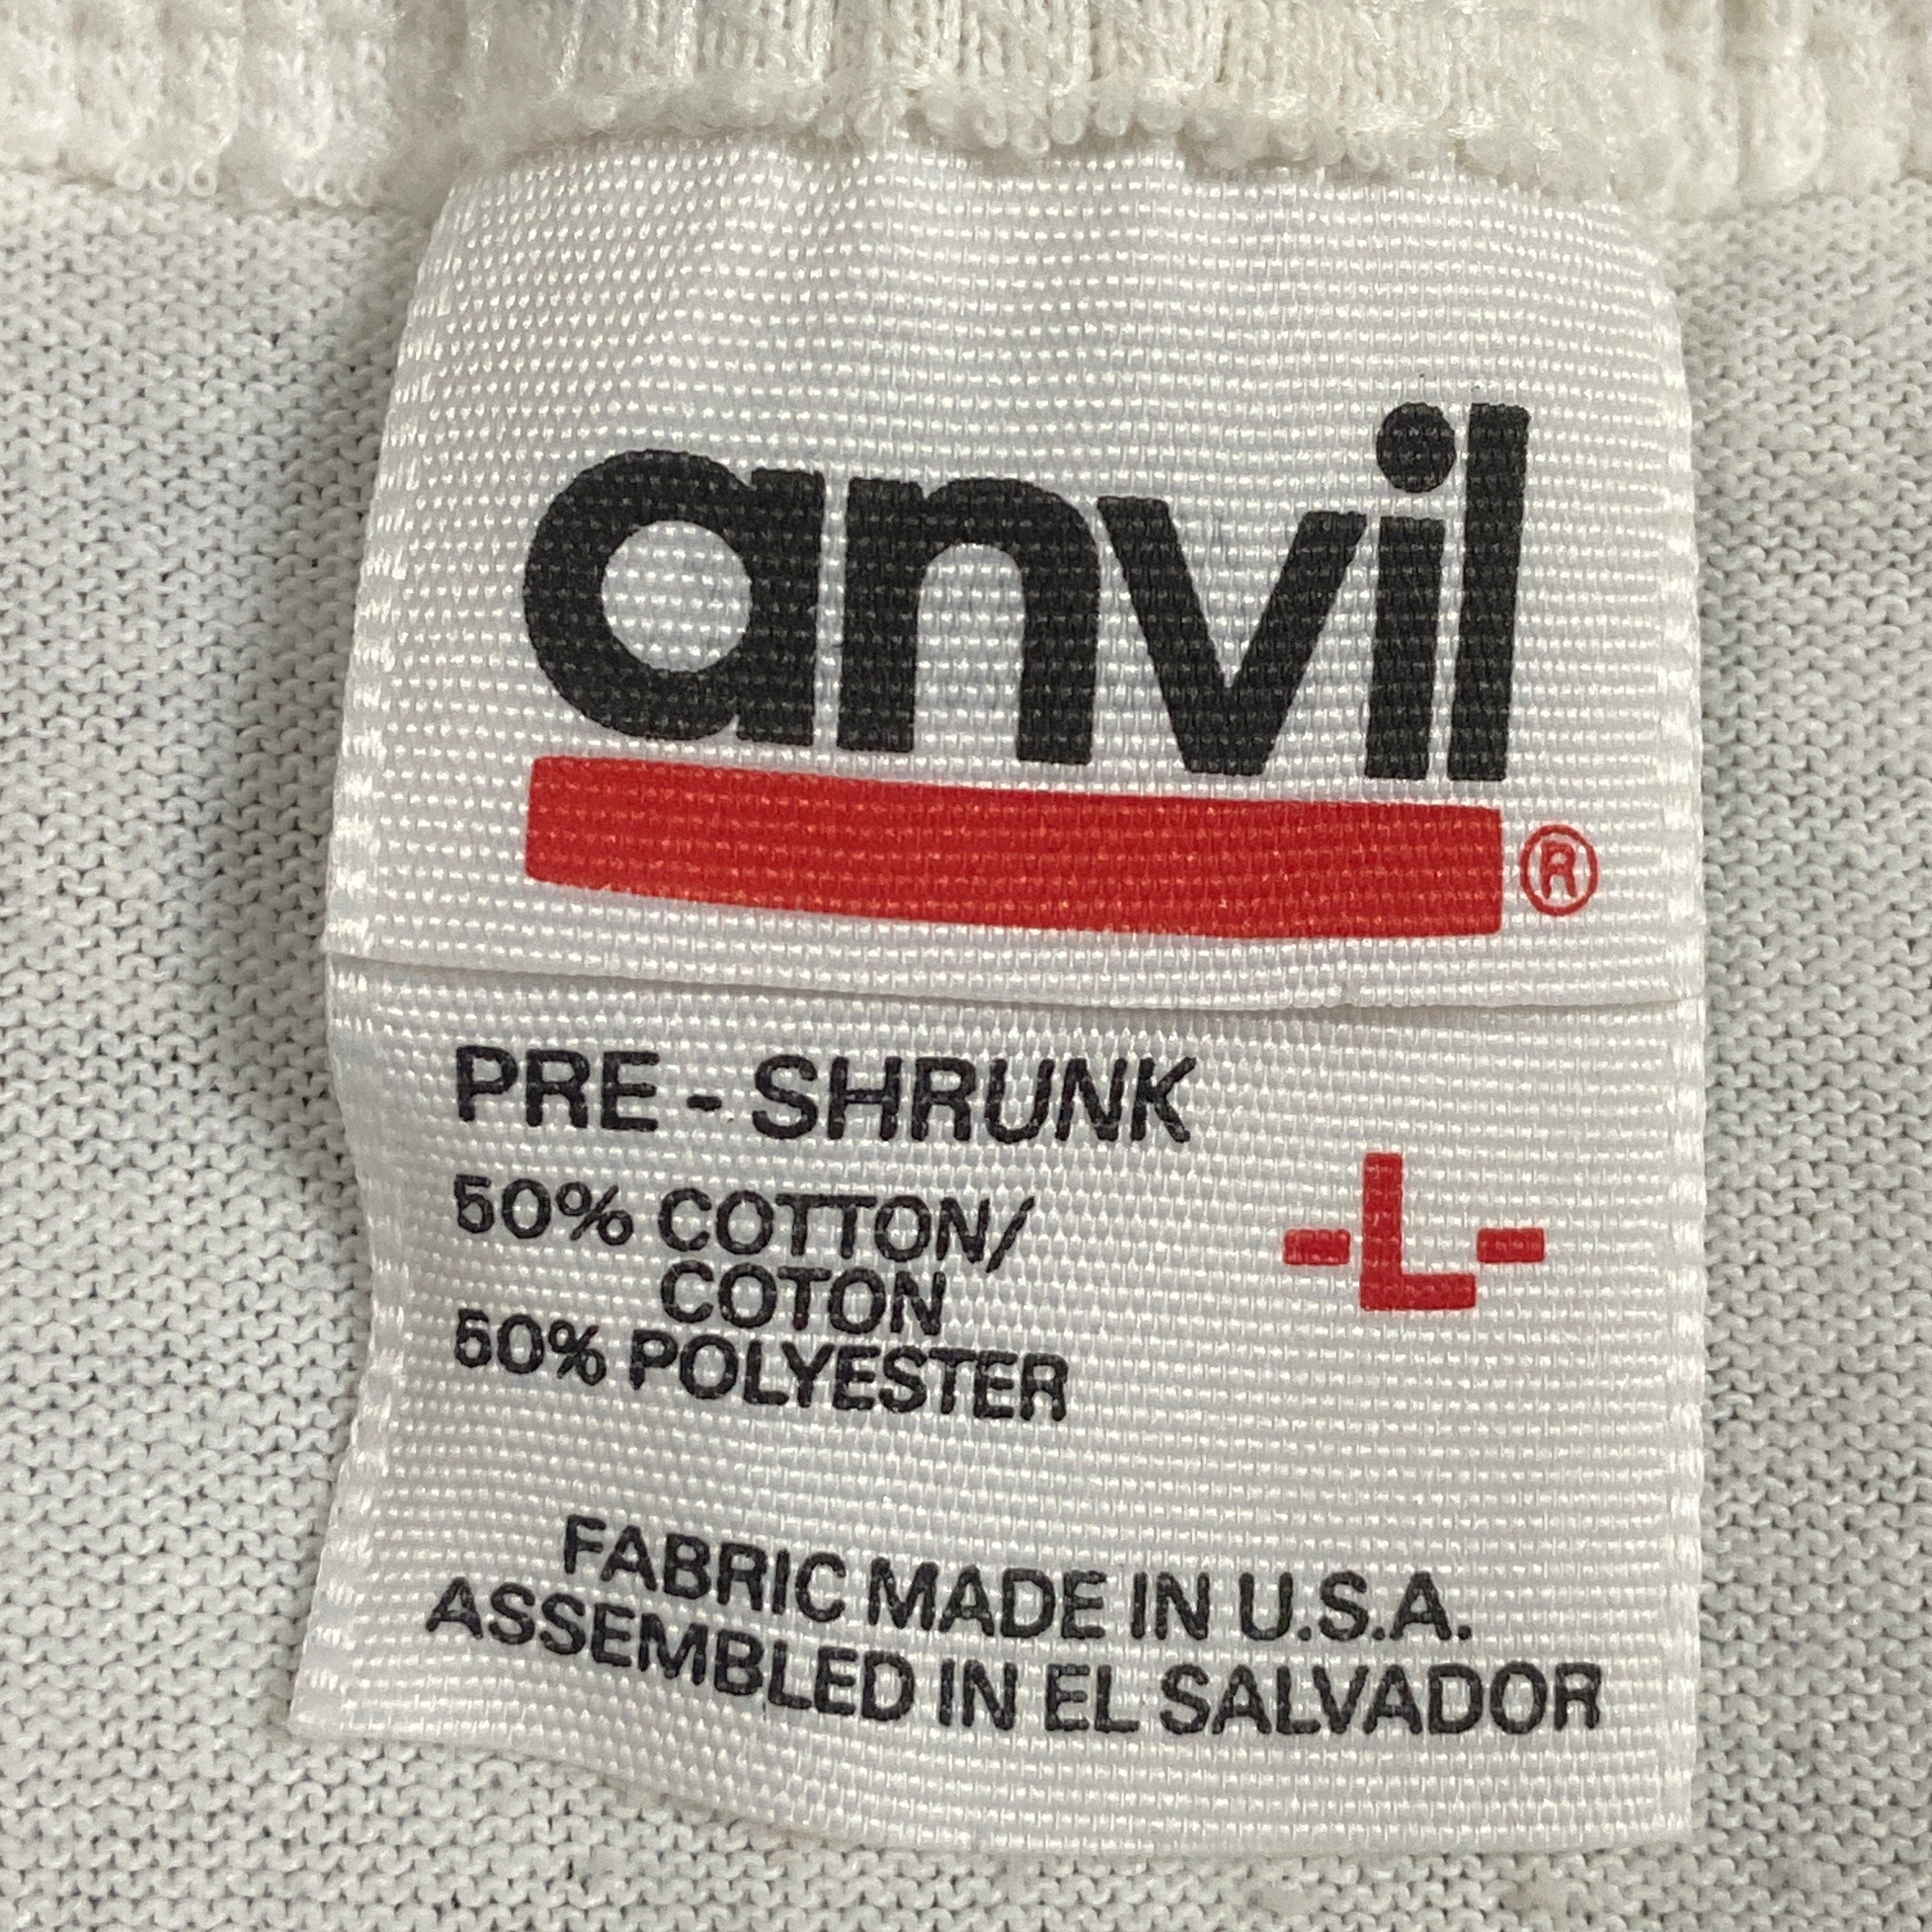 anvil
®
PRE - SHRUNK
50% COTTON/
COTON
50% POLYESTER
-L-
FABRIC MADE IN U.S.A.
ASSEMBLED IN EL SALVADOR